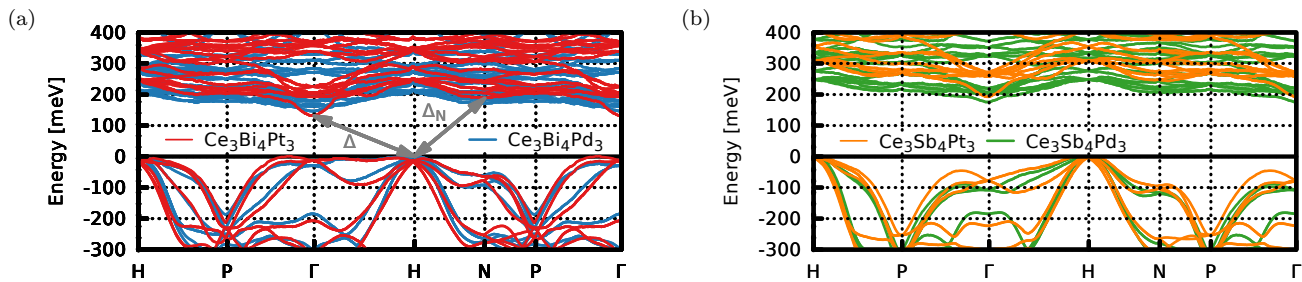 (a)
Energy [meV]
400
300
200
100
0
-100
-200
-300
Δ
Δ_N
Ce₃Bi₄Pt₃
Ce₃Bi₄Pd₃
H P Γ H N P Γ
(b)
Energy [meV]
400
300
200
100
0
-100
-200
-300
Ce₃Sb₄Pt₃
Ce₃Sb₄Pd₃
H P Γ H N P Γ